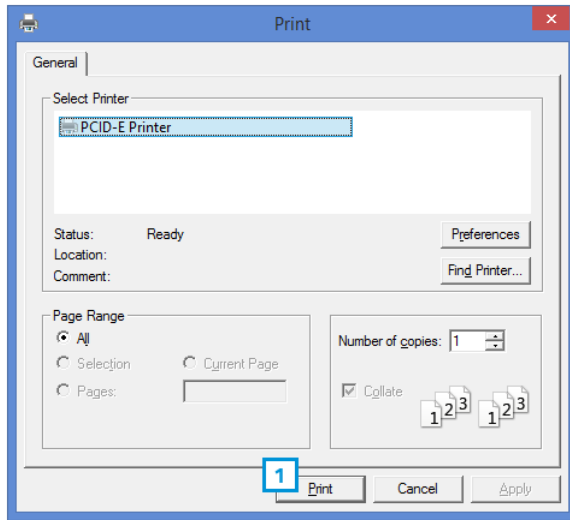 Print
General
Select Printer
PCID-E Printer
Status: Ready
Location:
Comment:
Preferences
Find Printer...
Page Range
All
Selection
Current Page
Pages:
Number of copies: 1
Collate
1 2 3 1 2 3
1
Print
Cancel
Apply